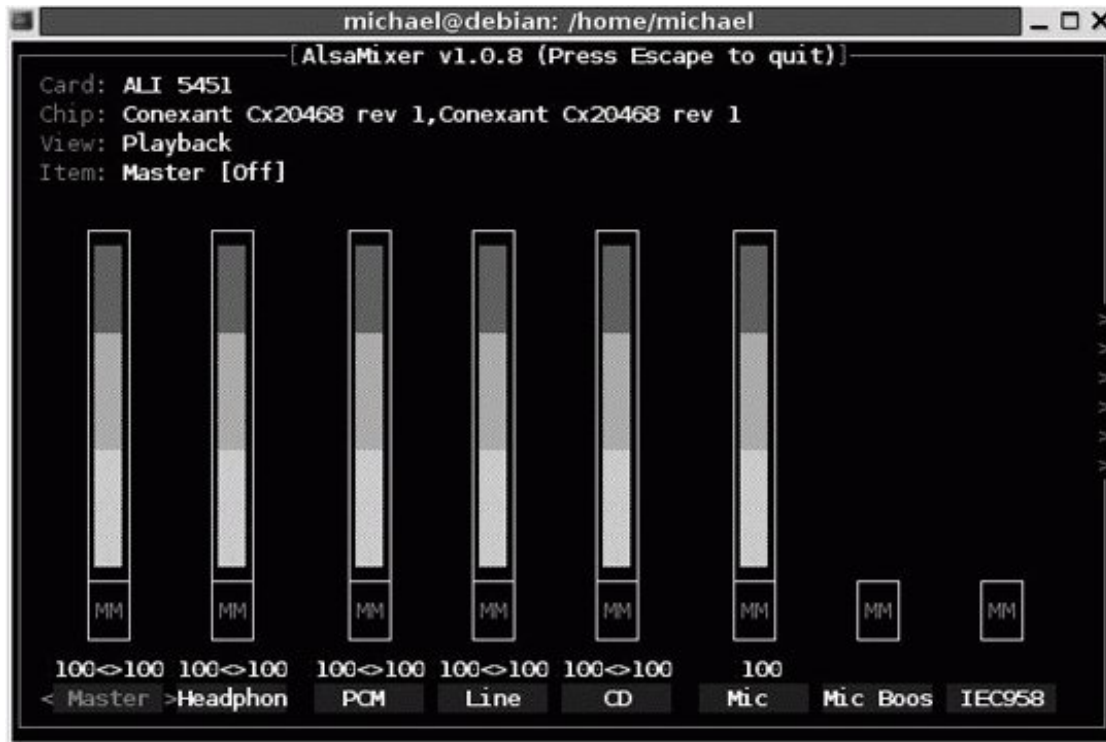 michael@debian: /home/michael
[AlsaMixer v1.0.8 (Press Escape to quit)]
Card: ALI 5451
Chip: Conexant Cx20468 rev 1,Conexant Cx20468 rev 1
View: Playback
Item: Master [Off]
MM MM MM MM MM MM MM MM
100<>100 100<>100 100<>100 100<>100 100<>100 100
< Master >Headphon PCM Line CD Mic Mic Boos IEC958